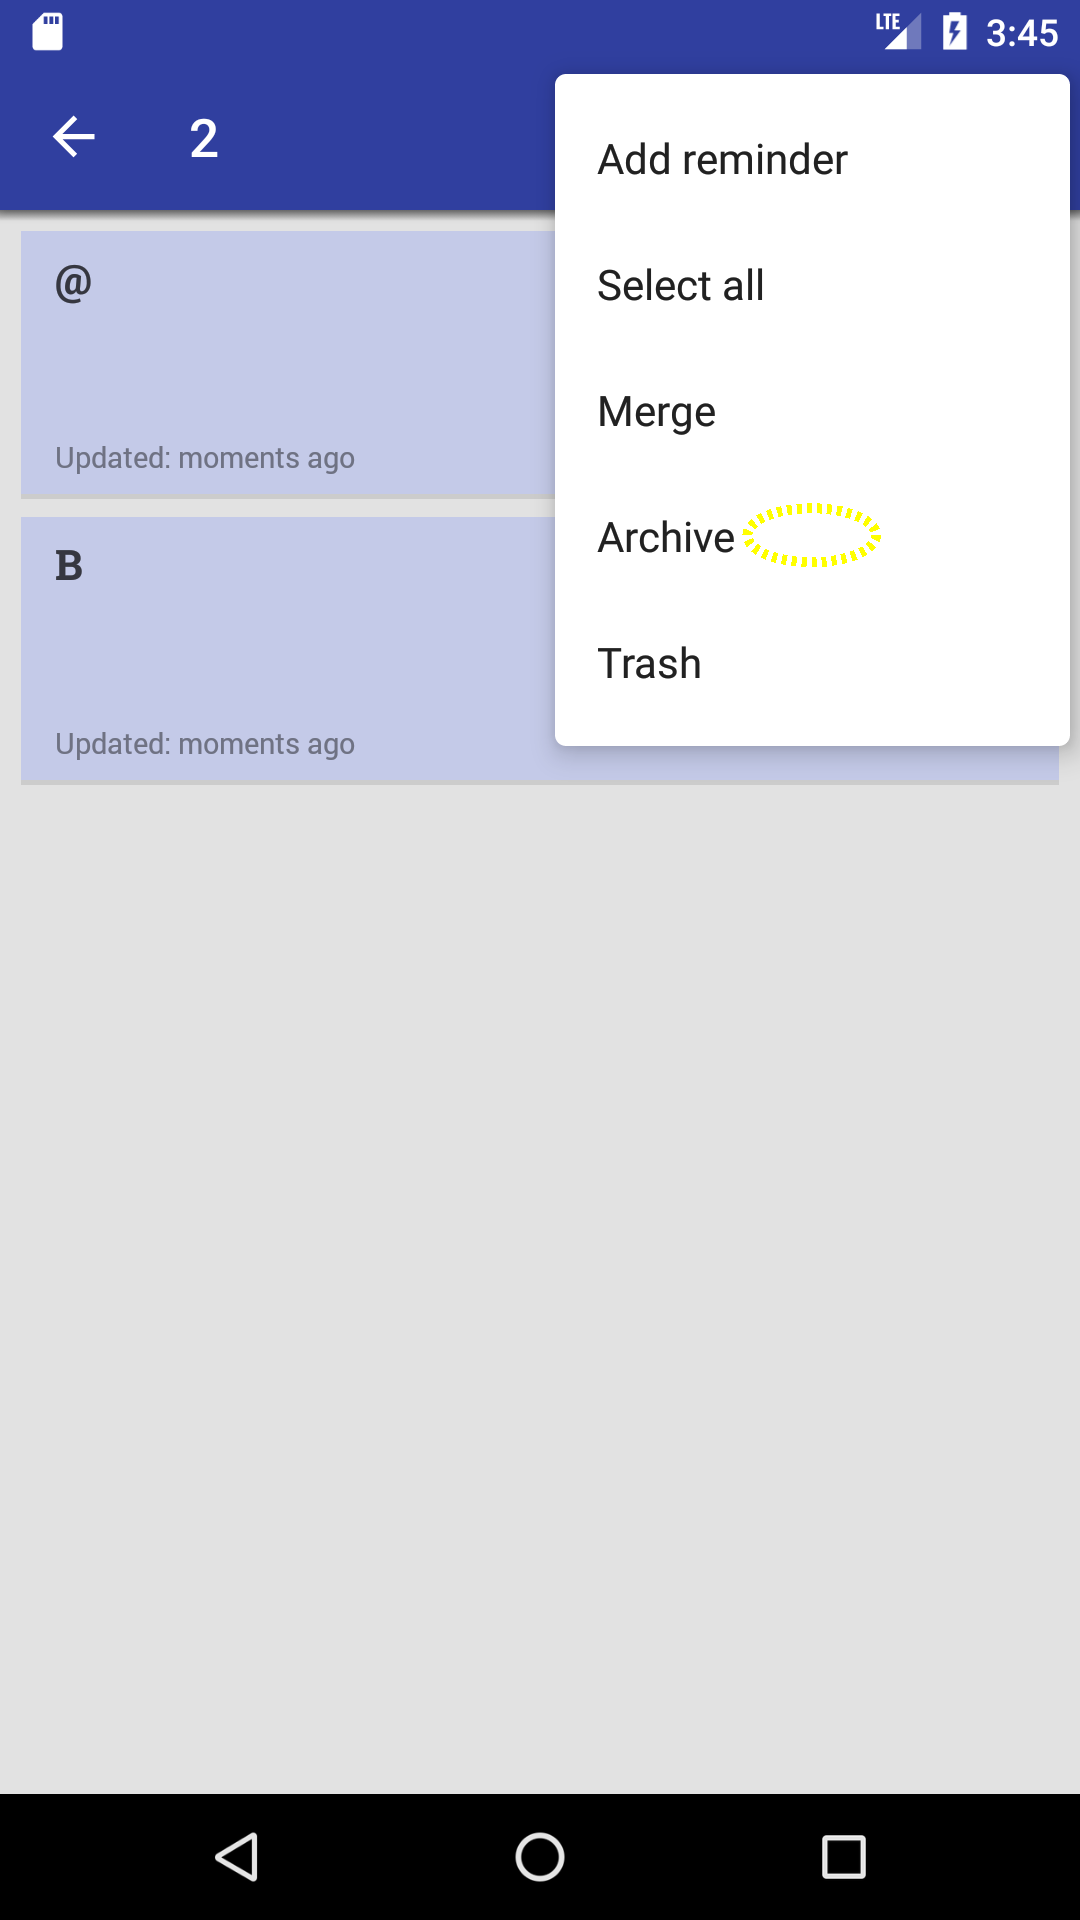 LTE 3:45
2
Add reminder
Select all
Merge
Archive
Trash
@
Updated: moments ago
B
Updated: moments ago